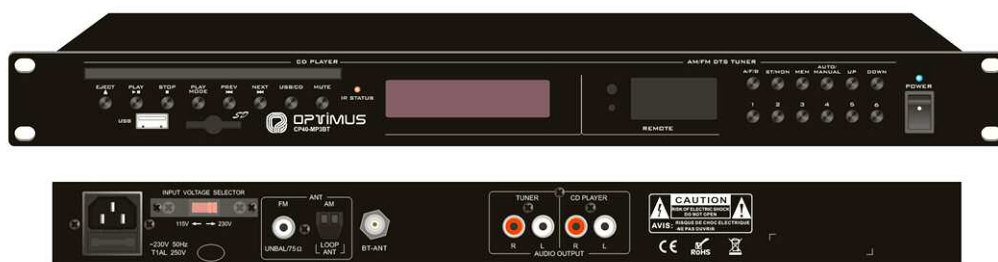 CD PLAYER
AM/FM DTS TUNER
EJECT PLAY STOP PLAY MODE PREV NEXT USB/CD MUTE
IR STATUS
A/F/B ST/MON MEM AUTO/MANUAL UP DOWN
POWER
1 2 3 4 5 6
USB
SD
OPTIMUS
CP40-MP3BT
REMOTE
INPUT VOLTAGE SELECTOR
115V 230V
~230V 50Hz
T1AL 250V
ANT
FM AM
UNBAL/75Ω
LOOP ANT
BT-ANT
TUNER CD PLAYER
R L R L
AUDIO OUTPUT
CAUTION
RISK OF ELECTRIC SHOCK
DO NOT OPEN
AVIS: RISQUE DE CHOC ELECTRIQUE
-NE PAS OUVRIR
CE RoHS